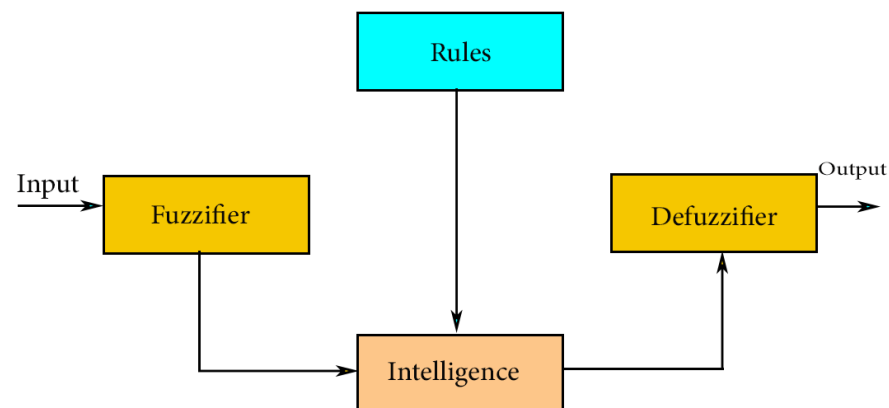 Rules
Input
Fuzzifier
Output
Defuzzifier
Intelligence